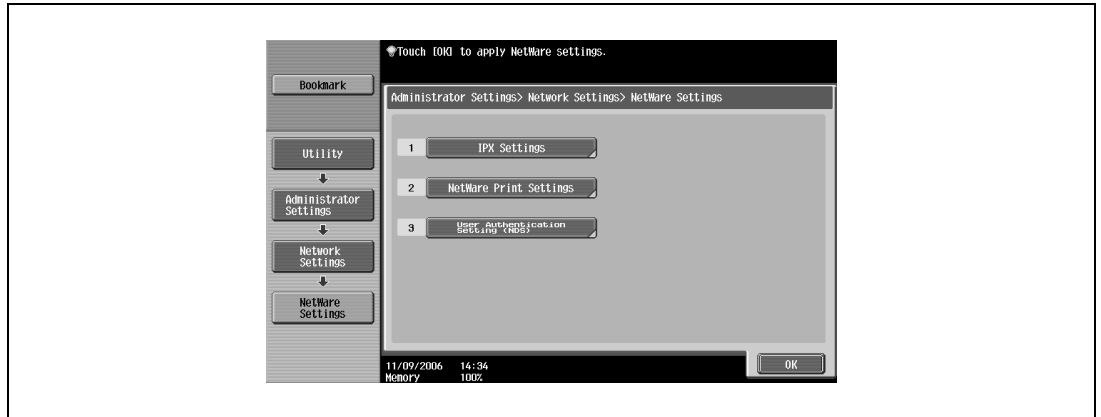 Touch [OK] to apply NetWare settings.
Bookmark
Administrator Settings> Network Settings> NetWare Settings
Utility
Administrator
Settings
Network
Settings
NetWare
Settings
1 IPX Settings
2 NetWare Print Settings
3 User Authentication
Setting (NDS)
11/09/2006 14:34
Memory 100%
OK